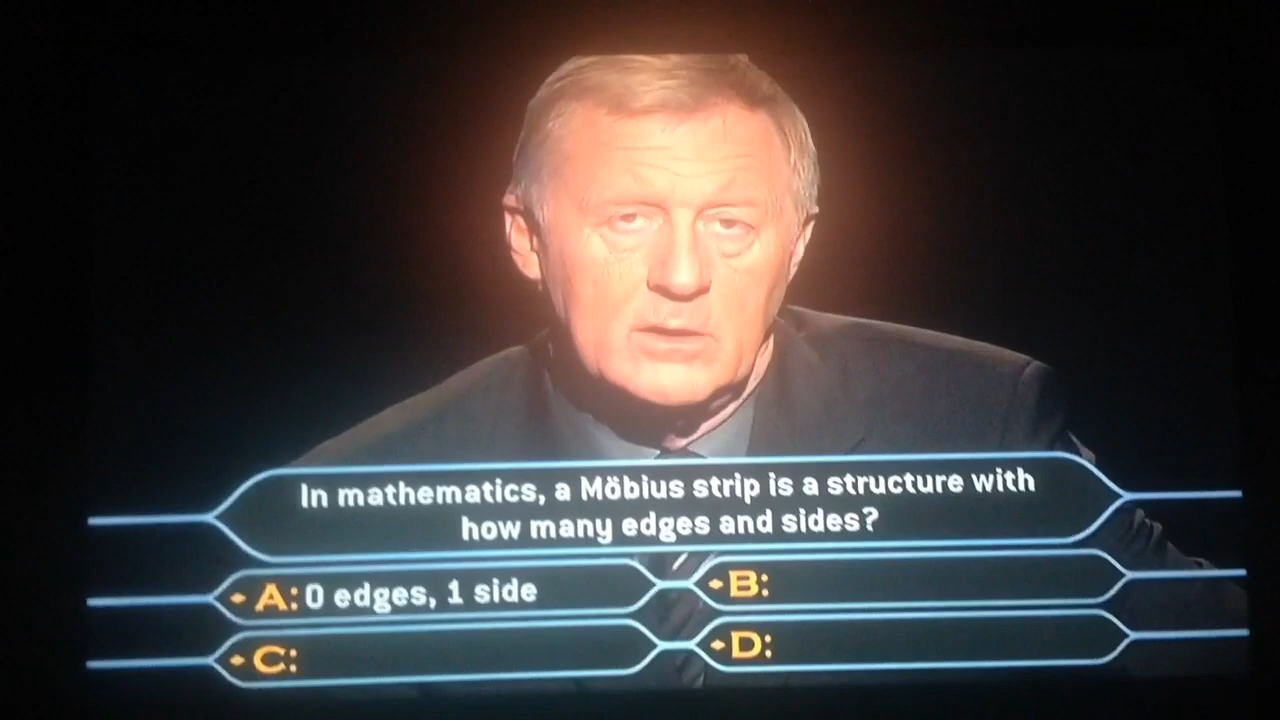 In mathematics, a Möbius strip is a structure with
how many edges and sides?
A: 0 edges, 1 side
B:
C:
D: